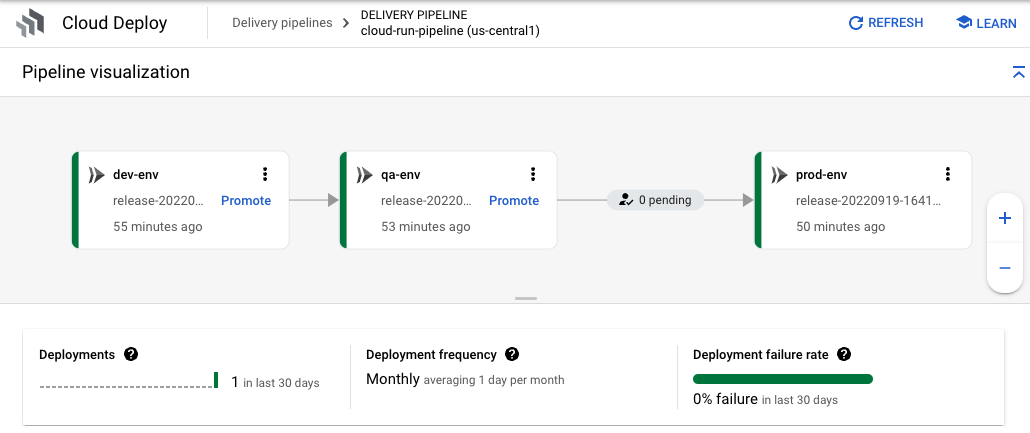 Cloud Deploy
Delivery pipelines
DELIVERY PIPELINE
cloud-run-pipeline (us-central1)
REFRESH
LEARN
Pipeline visualization
dev-env
release-20220...
Promote
55 minutes ago
qa-env
release-20220...
Promote
53 minutes ago
0 pending
prod-env
release-20220919-1641...
50 minutes ago
Deployments
1 in last 30 days
Deployment frequency
Monthly averaging 1 day per month
Deployment failure rate
0% failure in last 30 days